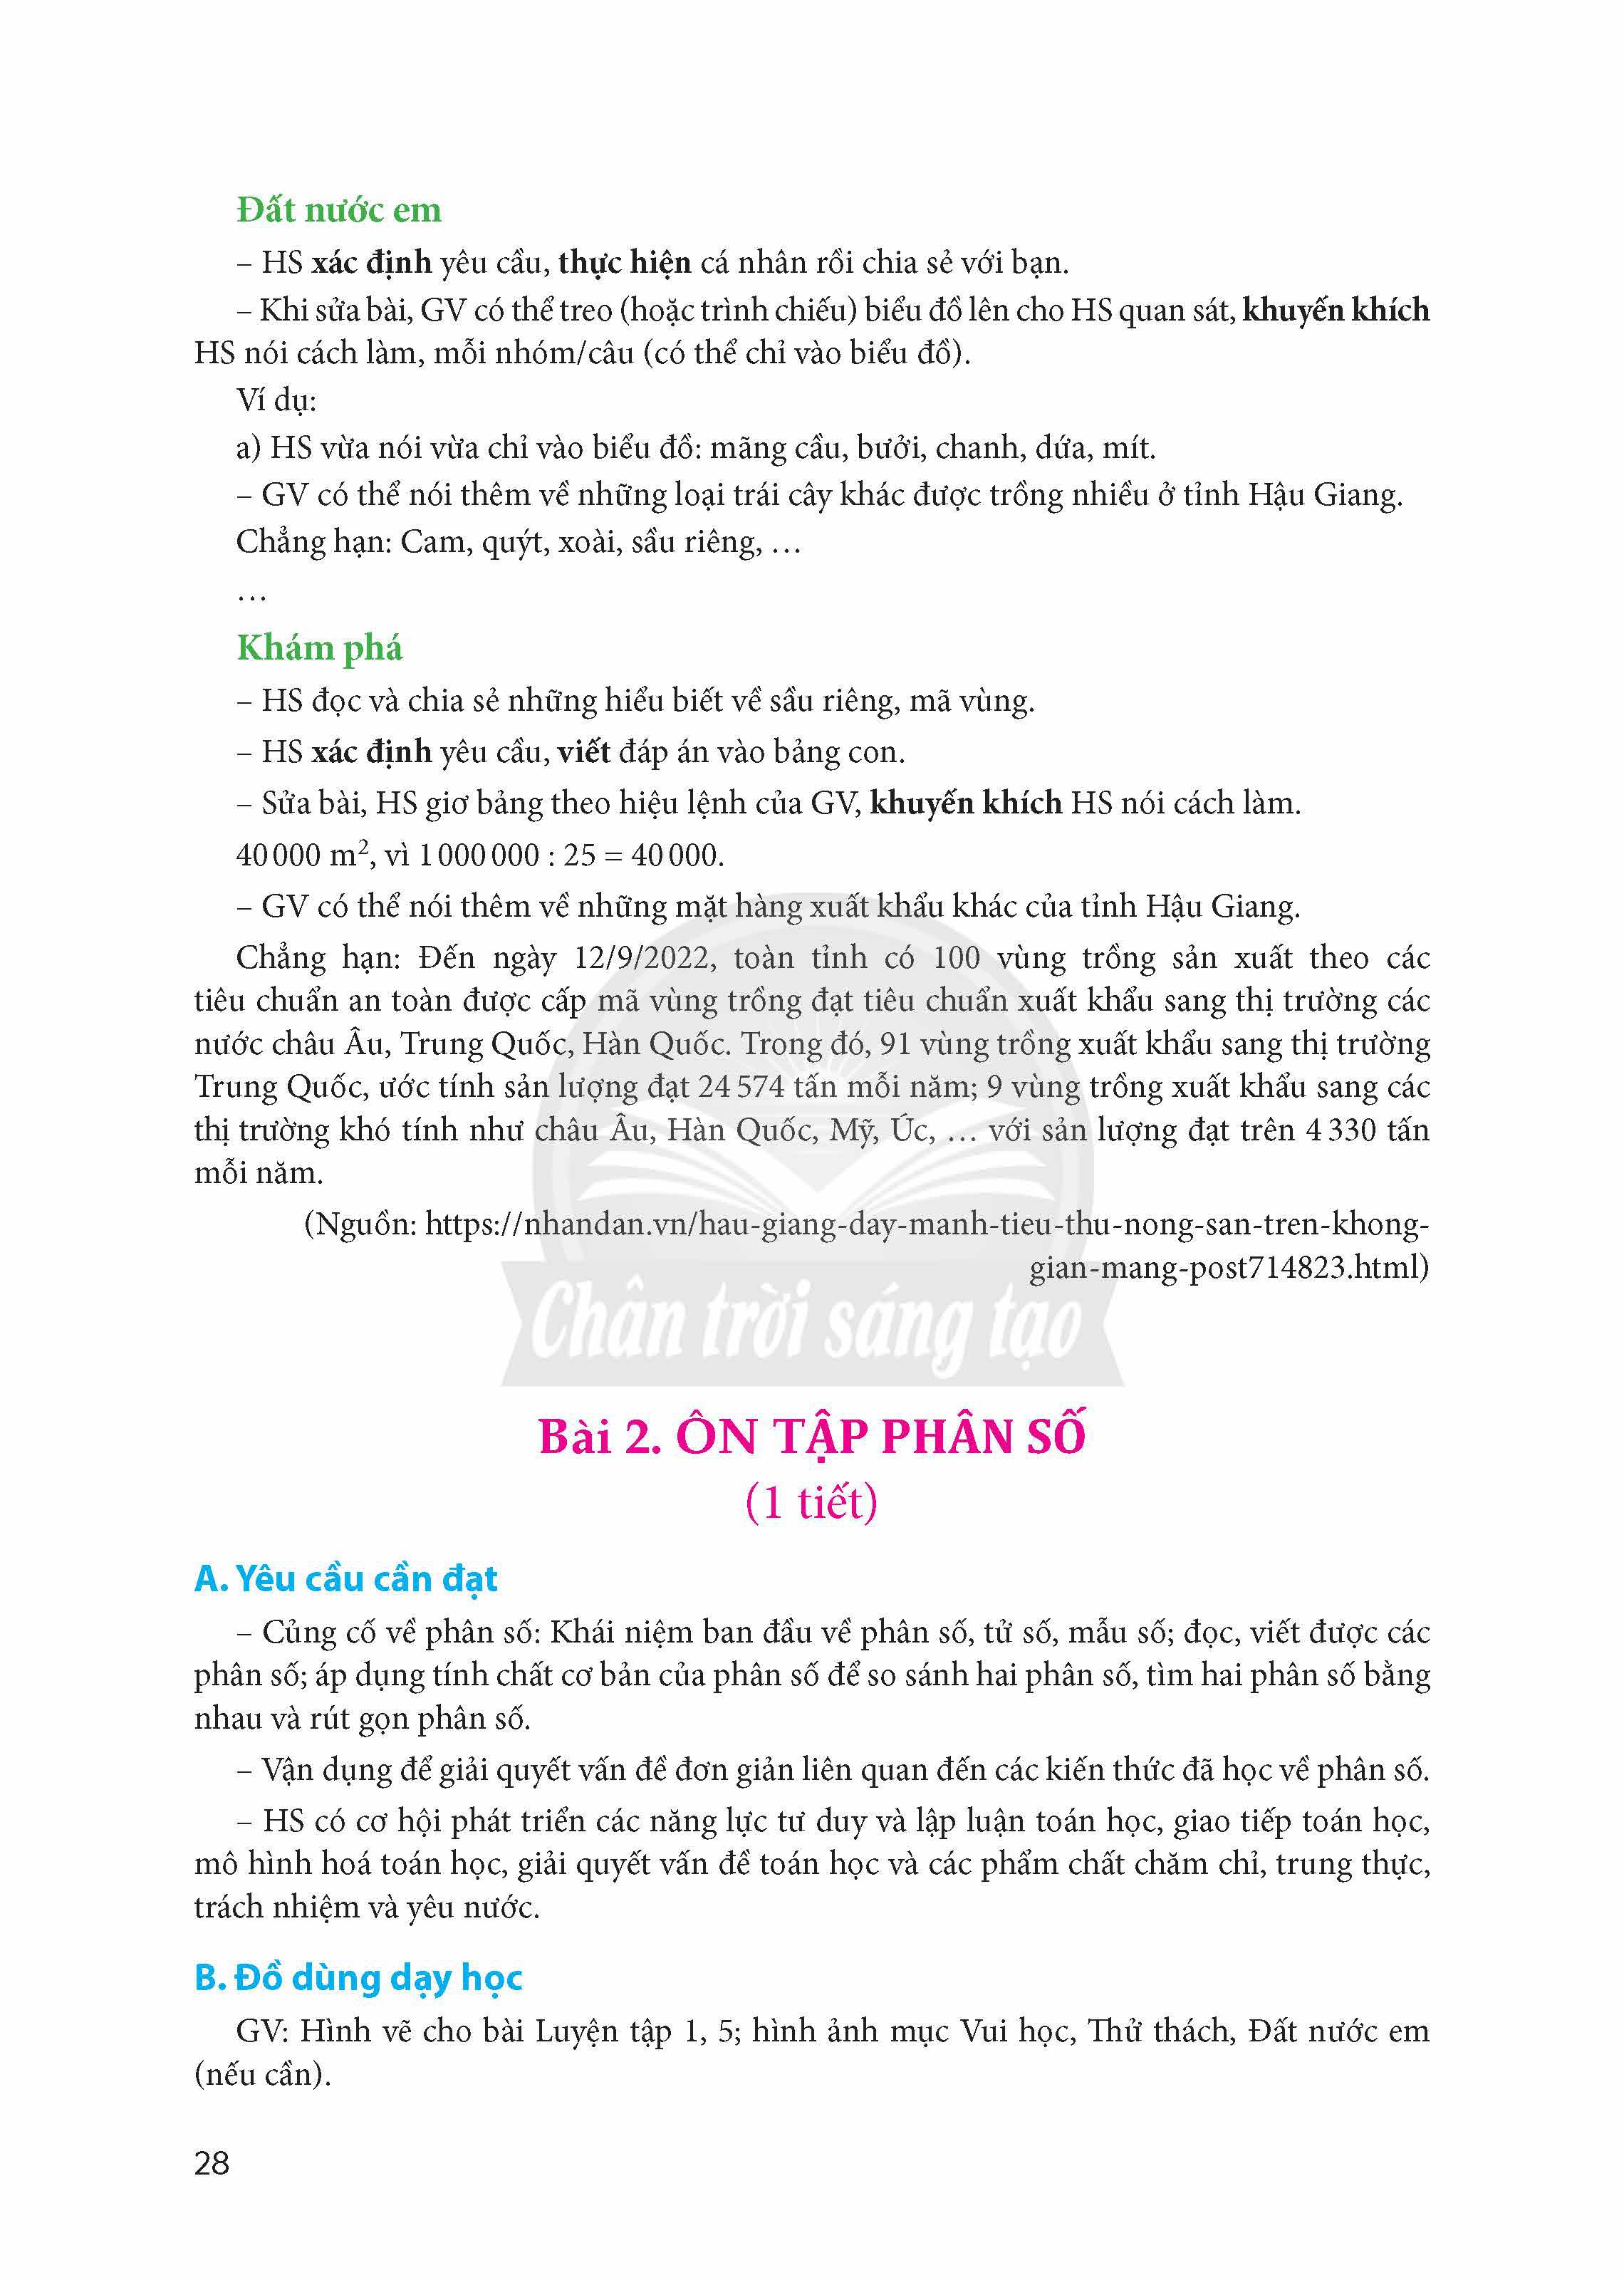 Đất nước em
– HS xác định yêu cầu, thực hiện cá nhân rồi chia sẻ với bạn.
– Khi sửa bài, GV có thể treo (hoặc trình chiếu) biểu đồ lên cho HS quan sát, khuyến khích
HS nói cách làm, mỗi nhóm/câu (có thể chỉ vào biểu đồ).
Ví dụ:
a) HS vừa nói vừa chỉ vào biểu đồ: mãng cầu, bưởi, chanh, dứa, mít.
– GV có thể nói thêm về những loại trái cây khác được trồng nhiều ở tỉnh Hậu Giang.
Chẳng hạn: Cam, quýt, xoài, sầu riêng, …
…
Khám phá
– HS đọc và chia sẻ những hiểu biết về sầu riêng, mã vùng.
– HS xác định yêu cầu, viết đáp án vào bảng con.
– Sửa bài, HS giơ bảng theo hiệu lệnh của GV, khuyến khích HS nói cách làm.
40 000 m², vì 1 000 000 : 25 = 40 000.
– GV có thể nói thêm về những mặt hàng xuất khẩu khác của tỉnh Hậu Giang.
Chẳng hạn: Đến ngày 12/9/2022, toàn tỉnh có 100 vùng trồng sản xuất theo các
tiêu chuẩn an toàn được cấp mã vùng trồng đạt tiêu chuẩn xuất khẩu sang thị trường các
nước châu Âu, Trung Quốc, Hàn Quốc. Trong đó, 91 vùng trồng xuất khẩu sang thị trường
Trung Quốc, ước tính sản lượng đạt 24 574 tấn mỗi năm; 9 vùng trồng xuất khẩu sang các
thị trường khó tính như châu Âu, Hàn Quốc, Mỹ, Úc, … với sản lượng đạt trên 4 330 tấn
mỗi năm.
(Nguồn: https://nhandan.vn/hau-giang-day-manh-tieu-thu-nong-san-tren-khong-
gian-mang-post714823.html)
Chân trời sáng tạo
Bài 2. ÔN TẬP PHÂN SỐ
(1 tiết)
A. Yêu cầu cần đạt
– Củng cố về phân số: Khái niệm ban đầu về phân số, tử số, mẫu số; đọc, viết được các
phân số; áp dụng tính chất cơ bản của phân số để so sánh hai phân số, tìm hai phân số bằng
nhau và rút gọn phân số.
– Vận dụng để giải quyết vấn đề đơn giản liên quan đến các kiến thức đã học về phân số.
– HS có cơ hội phát triển các năng lực tư duy và lập luận toán học, giao tiếp toán học,
mô hình hoá toán học, giải quyết vấn đề toán học và các phẩm chất chăm chỉ, trung thực,
trách nhiệm và yêu nước.
B. Đồ dùng dạy học
GV: Hình vẽ cho bài Luyện tập 1, 5; hình ảnh mục Vui học, Thử thách, Đất nước em
(nếu cần).
28